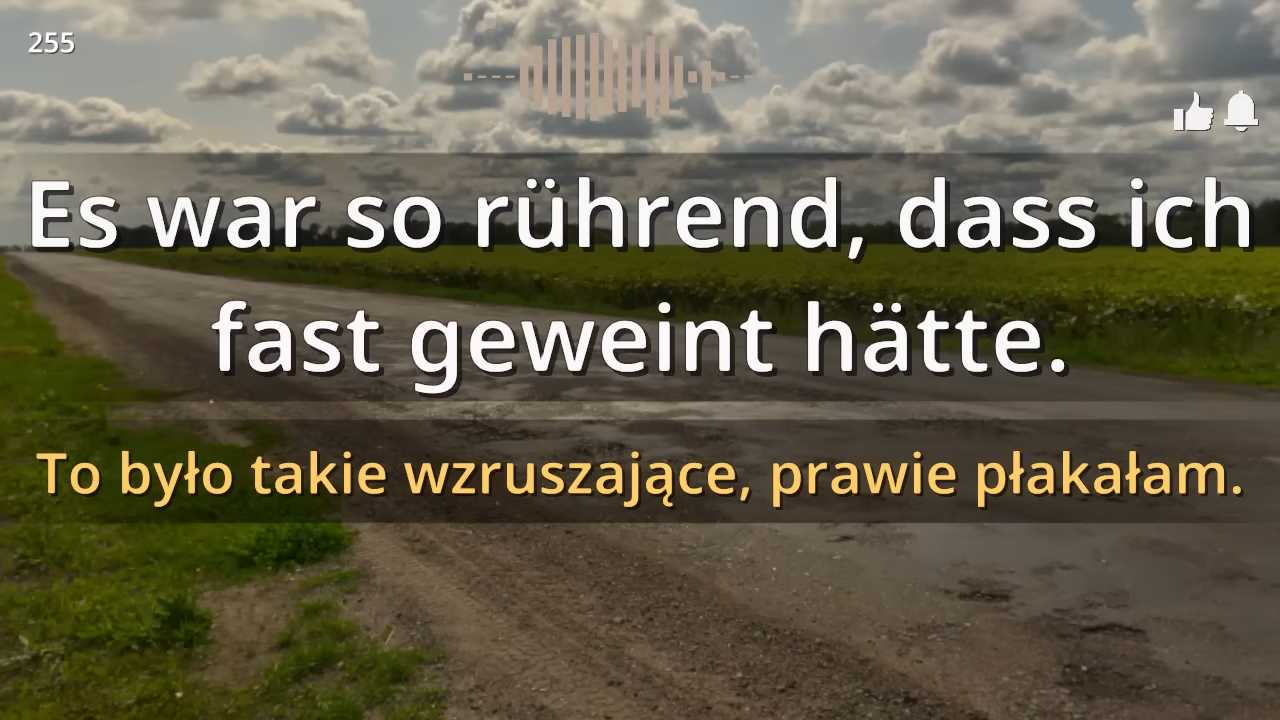 255
Es war so rührend, dass ich
fast geweint hätte.
To było takie wzruszające, prawie płakałam.